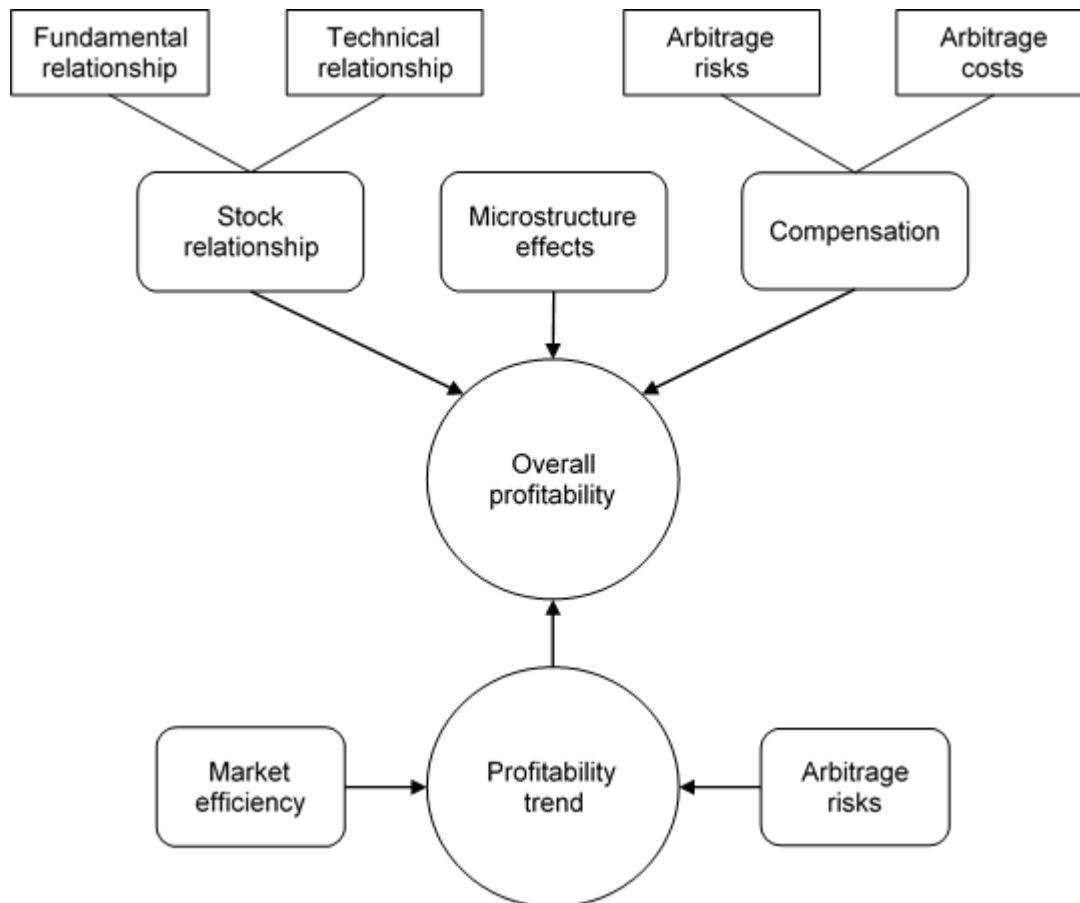 Fundamental
relationship
Technical
relationship
Arbitrage
risks
Arbitrage
costs
Stock
relationship
Microstructure
effects
Compensation
Overall
profitability
Market
efficiency
Profitability
trend
Arbitrage
risks